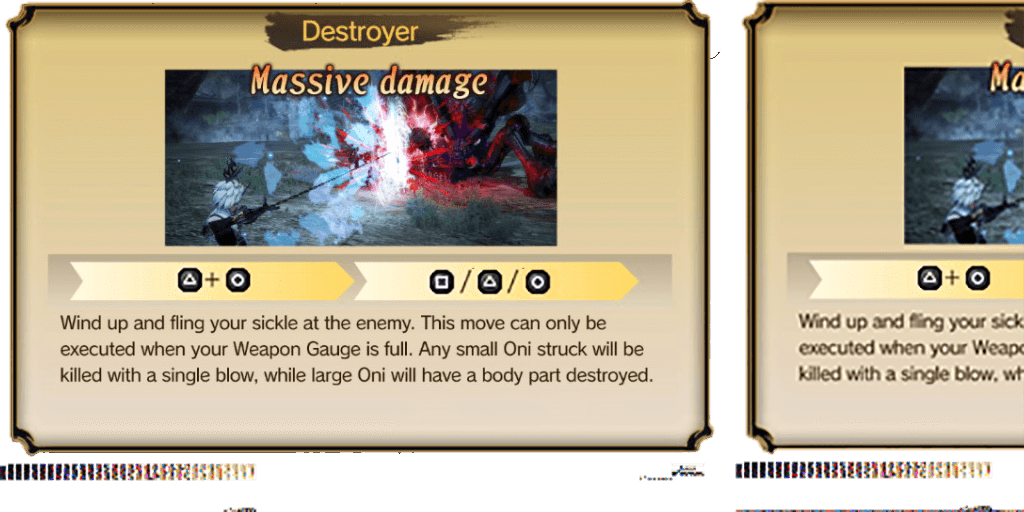 Destroyer
Massive damage
△ + ○
□ / △ / ○
Wind up and fling your sickle at the enemy. This move can only be
executed when your Weapon Gauge is full. Any small Oni struck will be
killed with a single blow, while large Oni will have a body part destroyed.
Ma
△ + ○
Wind up and fling your sick
executed when your Weapo
killed with a single blow, wh